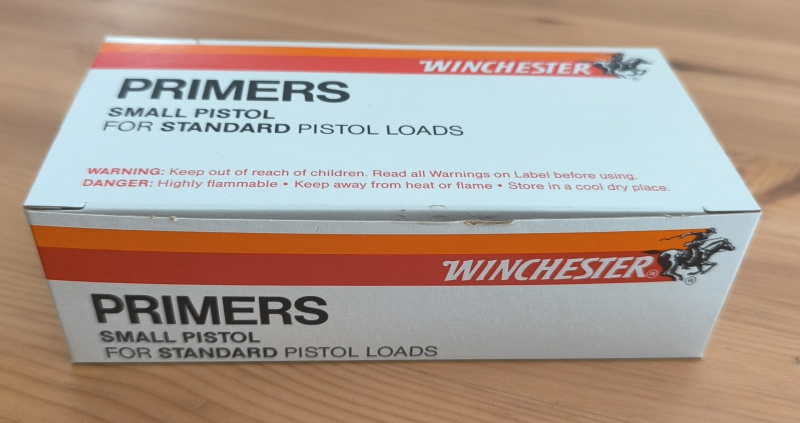 WINCHESTER
PRIMERS
SMALL PISTOL
FOR STANDARD PISTOL LOADS
WARNING: Keep out of reach of children. Read all Warnings on Label before using.
DANGER: Highly flammable • Keep away from heat or flame • Store in a cool dry place.
WINCHESTER®
®
PRIMERS
SMALL PISTOL
FOR STANDARD PISTOL LOADS